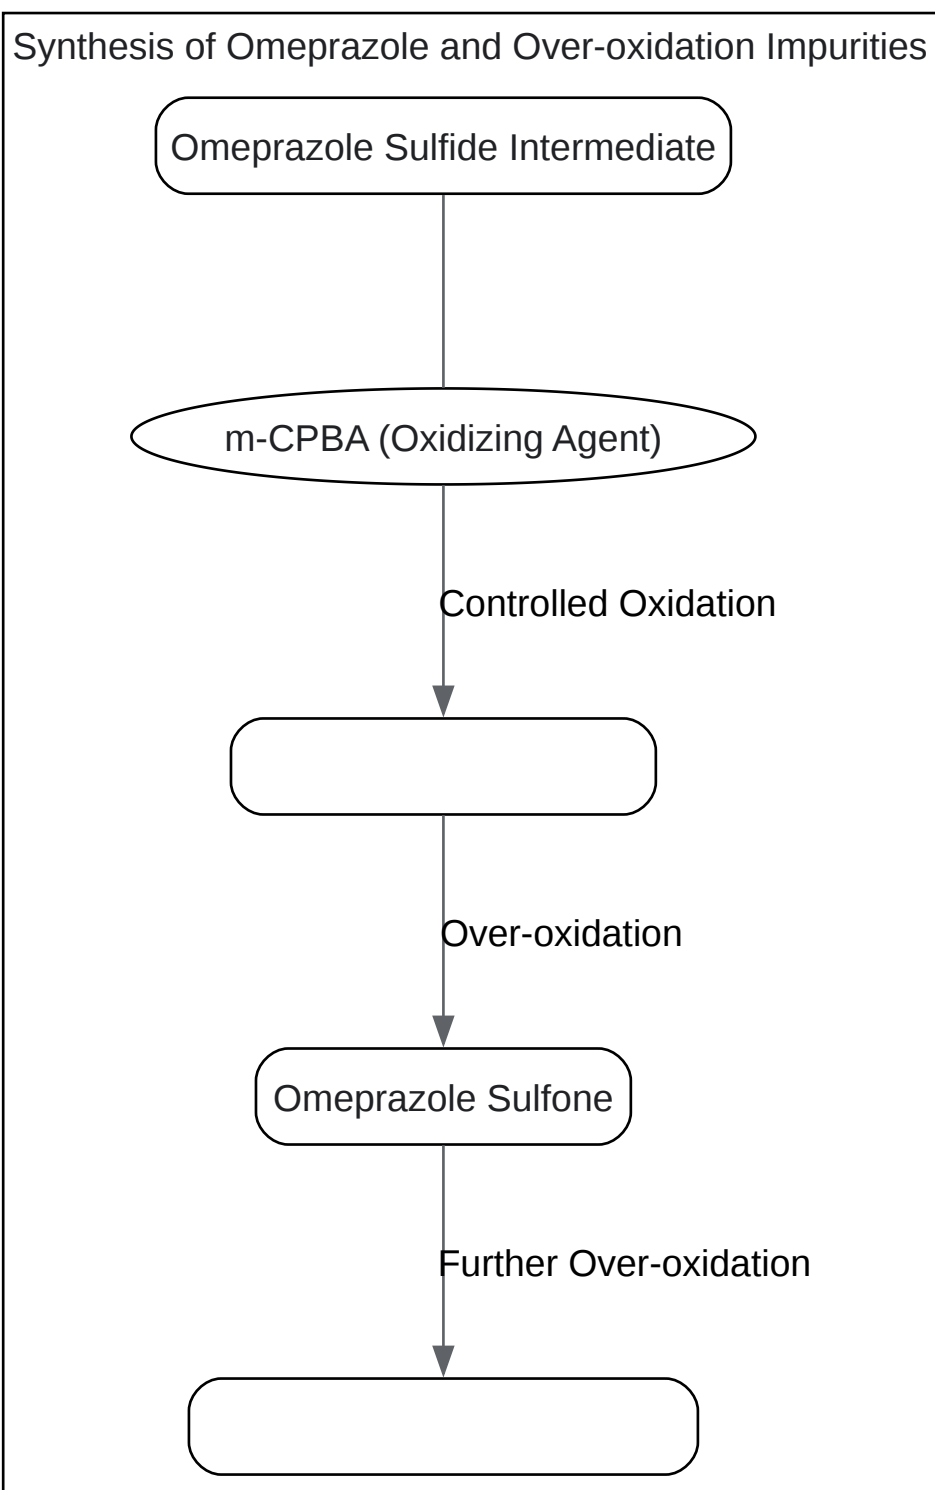 Synthesis of Omeprazole and Over-oxidation Impurities
Omeprazole Sulfide Intermediate
m-CPBA (Oxidizing Agent)
Controlled Oxidation
Over-oxidation
Omeprazole Sulfone
Further Over-oxidation